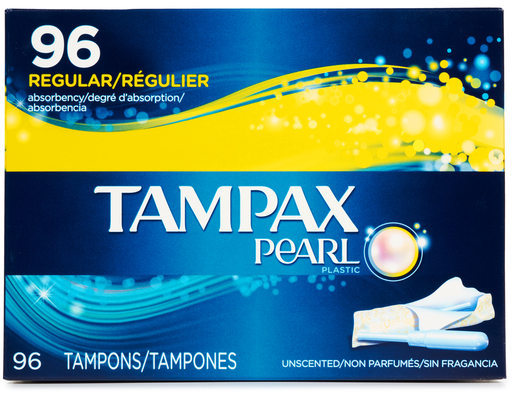 96
REGULAR/RÉGULIER
absorbency/degré d'absorption/
absorbencia
TAMPAX
PEARL
PLASTIC
96 TAMPONS/TAMPONES
UNSCENTED/NON PARFUMÉS/SIN FRAGANCIA